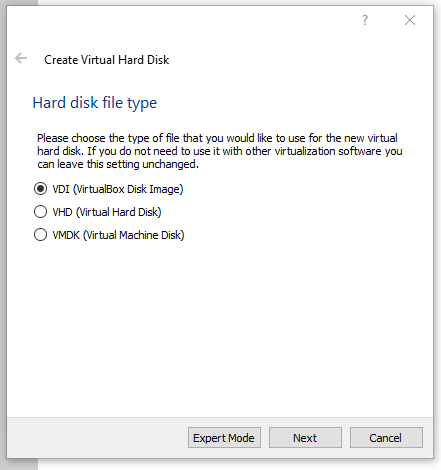 ?
Create Virtual Hard Disk
Hard disk file type
Please choose the type of file that you would like to use for the new virtual
hard disk. If you do not need to use it with other virtualization software you
can leave this setting unchanged.
VDI (VirtualBox Disk Image)
VHD (Virtual Hard Disk)
VMDK (Virtual Machine Disk)
Expert Mode Next Cancel